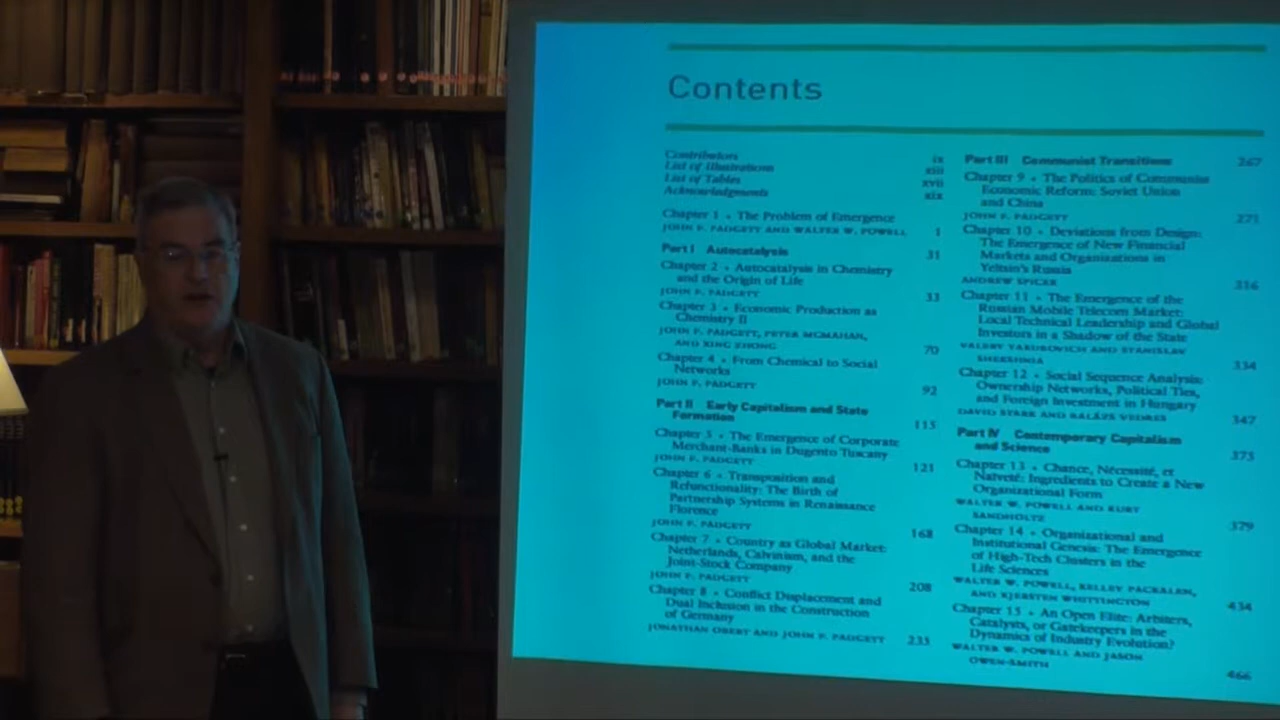 Contents
Contributors ix
List of Illustrations xiii
List of Tables xvii
Acknowledgments xix
Chapter 1 • The Problem of Emergence
JOHN F. PADGETT AND WALTER W. POWELL 1
Part I Autocatalysis 31
Chapter 2 • Autocatalysis in Chemistry
and the Origin of Life
JOHN F. PADGETT 33
Chapter 3 • Economic Production as
Chemistry II
JOHN F. PADGETT, PETER MCMAHAN,
AND XING ZHONG 70
Chapter 4 • From Chemical to Social
Networks
JOHN F. PADGETT 92
Part II Early Capitalism and State
Formation 115
Chapter 5 • The Emergence of Corporate
Merchant-Banks in Dugento Tuscany
JOHN F. PADGETT 121
Chapter 6 • Transposition and
Refunctionality: The Birth of
Partnership Systems in Renaissance
Florence
JOHN F. PADGETT 168
Chapter 7 • Country as Global Market:
Netherlands, Calvinism, and the
Joint-Stock Company
JOHN F. PADGETT 208
Chapter 8 • Conflict Displacement and
Dual Inclusion in the Construction
of Germany
JONATHAN OBERT AND JOHN F. PADGETT 235
Part III Communist Transitions 267
Chapter 9 • The Politics of Communist
Economic Reform: Soviet Union
and China
JOHN F. PADGETT 271
Chapter 10 • Deviations from Design:
The Emergence of New Financial
Markets and Organizations in
Yeltsin's Russia
ANDREW SPICER 316
Chapter 11 • The Emergence of the
Russian Mobile Telecom Market:
Local Technical Leadership and Global
Investors in a Shadow of the State
VALERY YAKUBOVICH AND STANISLAV
SHEKSHNIA 334
Chapter 12 • Social Sequence Analysis:
Ownership Networks, Political Ties,
and Foreign Investment in Hungary
DAVID STARK AND BALÁZS VEDRES 347
Part IV Contemporary Capitalism
and Science 375
Chapter 13 • Chance, Nécessité, et
Naïveté: Ingredients to Create a New
Organizational Form
WALTER W. POWELL AND KURT
SANDHOLTZ 379
Chapter 14 • Organizational and
Institutional Genesis: The Emergence
of High-Tech Clusters in the
Life Sciences
WALTER W. POWELL, KELLEY PACKALEN,
AND KJERSTEN WHITTINGTON 434
Chapter 15 • An Open Elite: Arbiters,
Catalysts, or Gatekeepers in the
Dynamics of Industry Evolution?
WALTER W. POWELL AND JASON
OWEN-SMITH 466